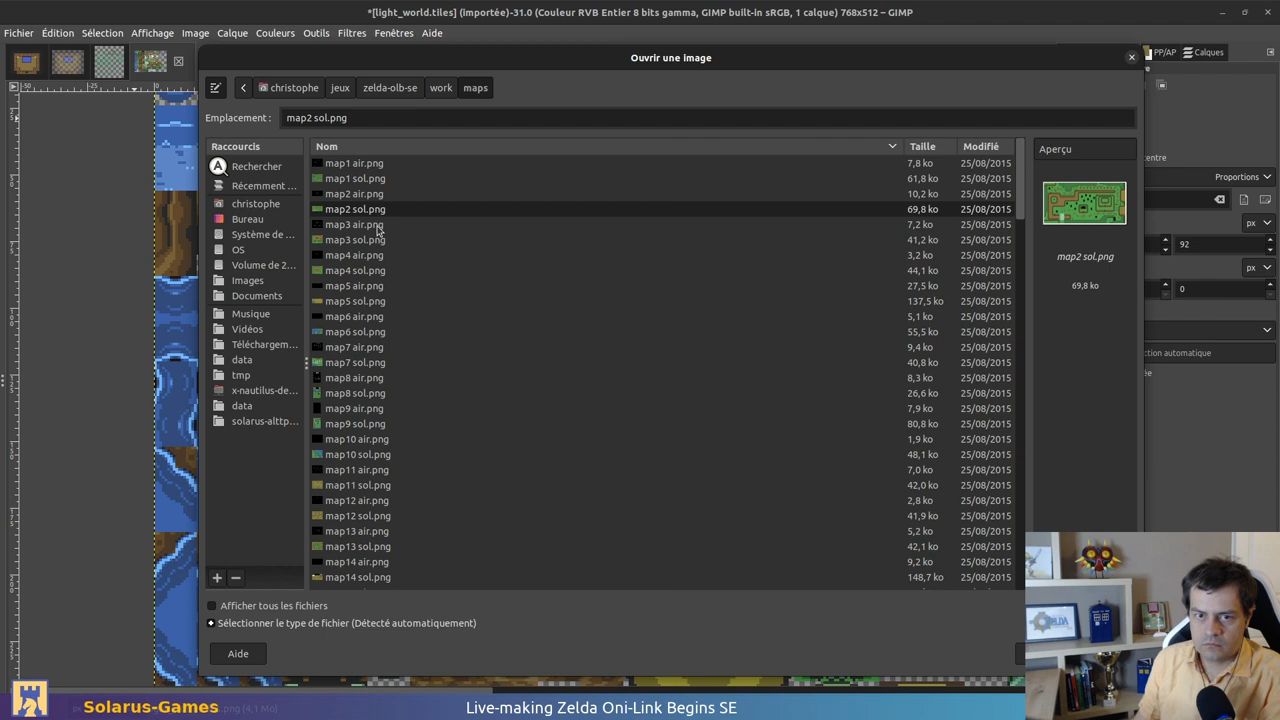 *[light_world.tiles] (importée)-31.0 (Couleur RVB Entier 8 bits gamma, GIMP built-in sRGB, 1 calque) 768x512 – GIMP
Fichier Édition Sélection Affichage Image Calque Couleurs Outils Filtres Fenêtres Aide
Ouvrir une image
PP/AP Calques
christophe jeux zelda-olb-se work maps
Emplacement : map2 sol.png
Raccourcis Nom Taille Modifié Aperçu
Rechercher
Récemment ...
christophe
Bureau
Système de ...
OS
Volume de 2...
Images
Documents
Musique
Vidéos
Téléchargem...
data
tmp
x-nautilus-de...
data
solarus-alttp...
map1 air.png 7,8 ko 25/08/2015
map1 sol.png 61,8 ko 25/08/2015
map2 air.png 10,2 ko 25/08/2015
map2 sol.png 69,8 ko 25/08/2015
map3 air.png 7,2 ko 25/08/2015
map3 sol.png 41,2 ko 25/08/2015
map4 air.png 3,2 ko 25/08/2015
map4 sol.png 44,1 ko 25/08/2015
map5 air.png 27,5 ko 25/08/2015
map5 sol.png 137,5 ko 25/08/2015
map6 air.png 5,1 ko 25/08/2015
map6 sol.png 55,5 ko 25/08/2015
map7 air.png 9,4 ko 25/08/2015
map7 sol.png 40,8 ko 25/08/2015
map8 air.png 8,3 ko 25/08/2015
map8 sol.png 26,6 ko 25/08/2015
map9 air.png 7,9 ko 25/08/2015
map9 sol.png 80,8 ko 25/08/2015
map10 air.png 1,9 ko 25/08/2015
map10 sol.png 48,1 ko 25/08/2015
map11 air.png 7,0 ko 25/08/2015
map11 sol.png 42,0 ko 25/08/2015
map12 air.png 2,8 ko 25/08/2015
map12 sol.png 41,9 ko 25/08/2015
map13 air.png 5,2 ko 25/08/2015
map13 sol.png 42,1 ko 25/08/2015
map14 air.png 9,2 ko 25/08/2015
map14 sol.png 148,7 ko 25/08/2015
map2 sol.png
69,8 ko
centre
Proportions
px
92
px
0
ction automatique
ée
Afficher tous les fichiers
Sélectionner le type de fichier (Détecté automatiquement)
Aide
Solarus-Games
Live-making Zelda Oni-Link Begins SE